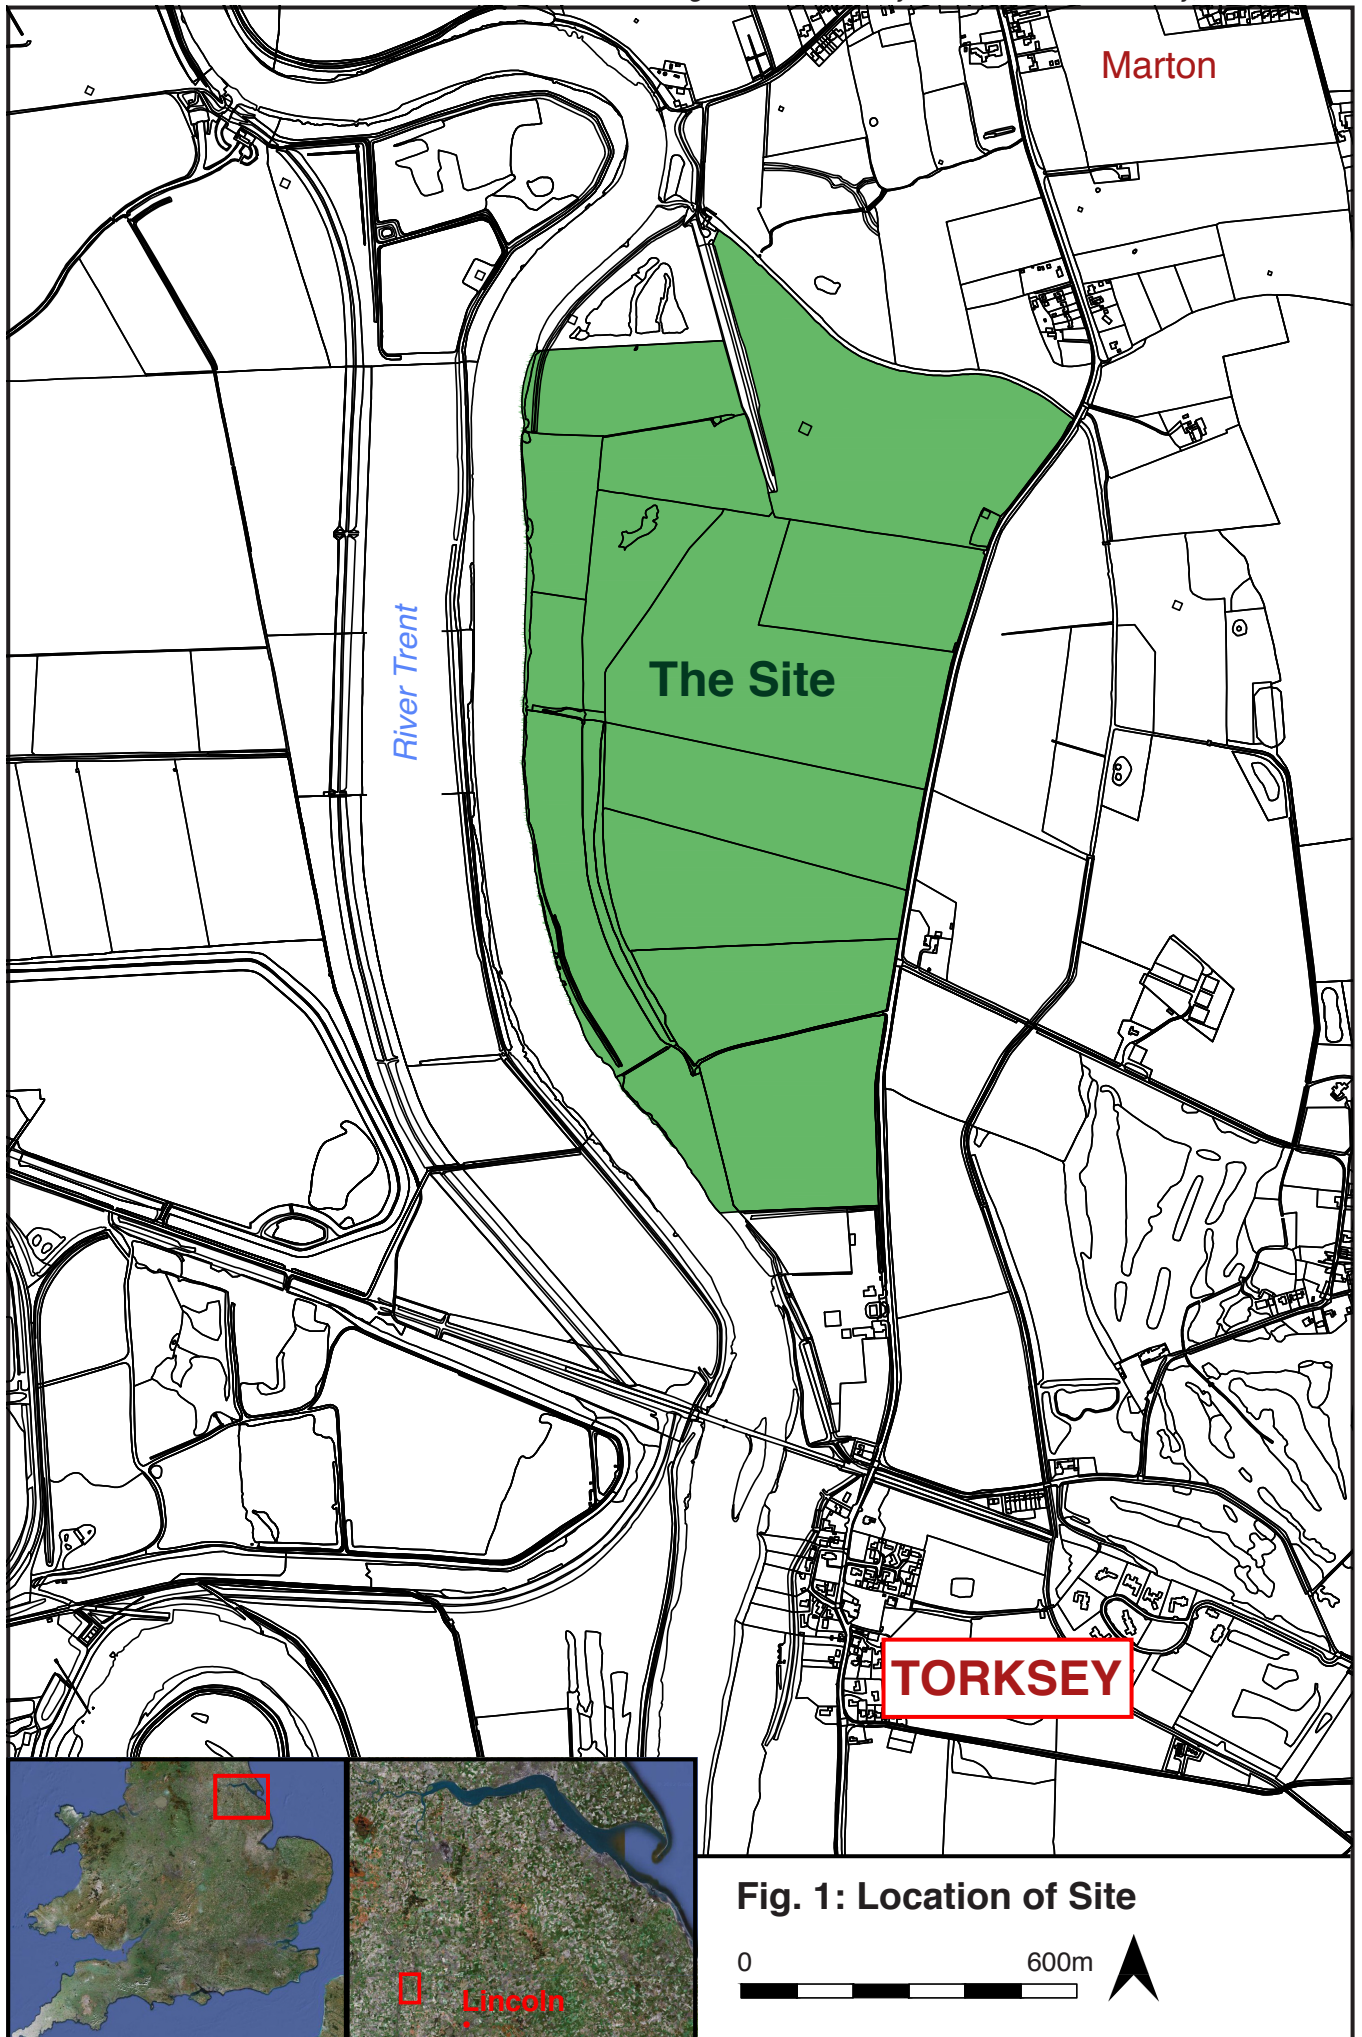 Marton
River Trent
The Site
TORKSEY
Lincoln
Fig. 1: Location of Site
0 600m